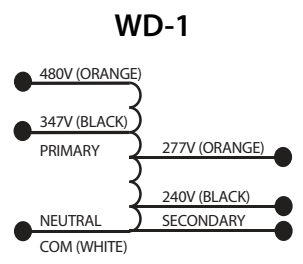 WD-1
480V (ORANGE)
347V (BLACK)
PRIMARY
277V (ORANGE)
240V (BLACK)
NEUTRAL
SECONDARY
COM (WHITE)